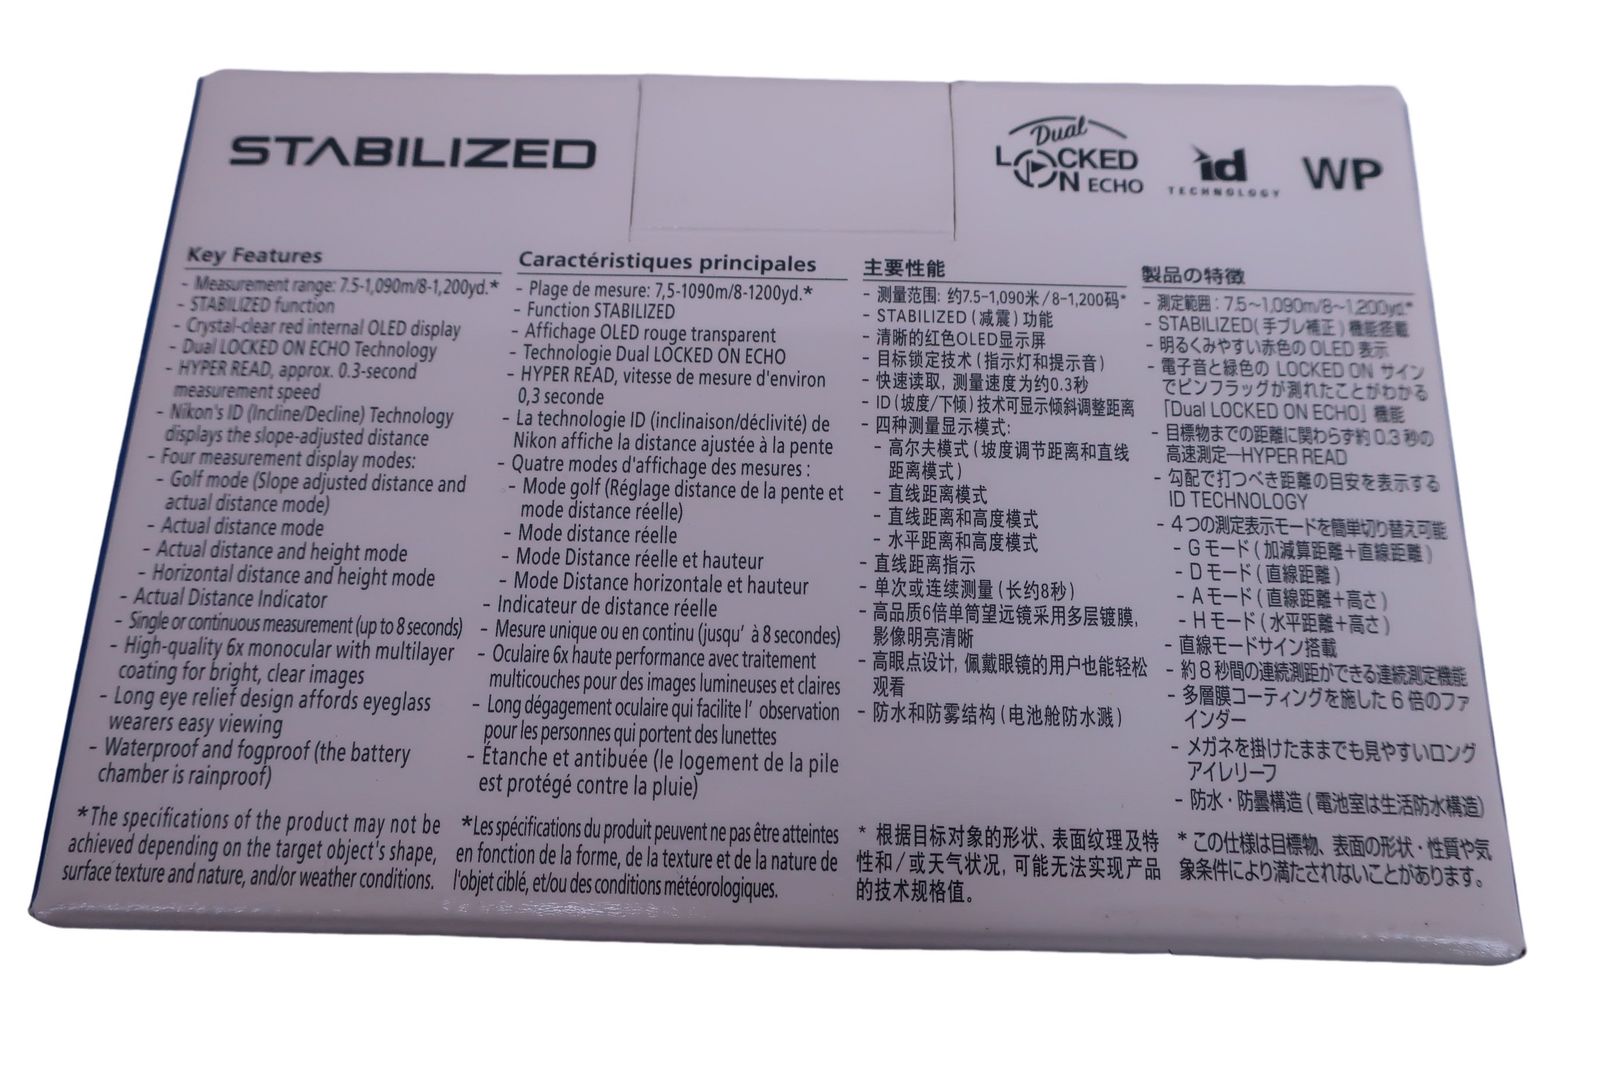 STABILIZED
Dual
LOCKED
ON ECHO
id
TECHNOLOGY
WP
Key Features
- Measurement range: 7.5-1,090m/8-1,200yd.*
- STABILIZED function
- Crystal-clear red internal OLED display
- Dual LOCKED ON ECHO Technology
- HYPER READ, approx. 0.3-second
measurement speed
- Nikon's ID (Incline/Decline) Technology
displays the slope-adjusted distance
- Four measurement display modes:
- Golf mode (Slope adjusted distance and
actual distance mode)
- Actual distance mode
- Actual distance and height mode
- Horizontal distance and height mode
- Actual Distance Indicator
- Single or continuous measurement (up to 8 seconds)
- High-quality 6x monocular with multilayer
coating for bright, clear images
- Long eye relief design affords eyeglass
wearers easy viewing
- Waterproof and fogproof (the battery
chamber is rainproof)
*The specifications of the product may not be
achieved depending on the target object's shape,
surface texture and nature, and/or weather conditions.
Caractéristiques principales
- Plage de mesure: 7,5-1090m/8-1200yd.*
- Function STABILIZED
- Affichage OLED rouge transparent
- Technologie Dual LOCKED ON ECHO
- HYPER READ, vitesse de mesure d'environ
0,3 seconde
- La technologie ID (inclinaison/déclivité) de
Nikon affiche la distance ajustée à la pente
- Quatre modes d'affichage des mesures :
- Mode golf (Réglage distance de la pente et
mode distance réelle)
- Mode distance réelle
- Mode Distance réelle et hauteur
- Mode Distance horizontale et hauteur
- Indicateur de distance réelle
- Mesure unique ou en continu (jusqu' à 8 secondes)
- Oculaire 6x haute performance avec traitement
multicouches pour des images lumineuses et claires
- Long dégagement oculaire qui facilite l' observation
pour les personnes qui portent des lunettes
- Étanche et antibuée (le logement de la pile
est protégé contre la pluie)
*Les spécifications du produit peuvent ne pas être atteintes
en fonction de la forme, de la texture et de la nature de
l'objet ciblé, et/ou des conditions météorologiques.
主要性能
- 测量范围: 约7.5-1,090米/8-1,200码*
- STABILIZED (减震) 功能
- 清晰的红色OLED显示屏
- 目标锁定技术 (指示灯和提示音)
- 快速读取, 测量速度为约0.3秒
- ID (坡度/下倾) 技术可显示倾斜调整距离
- 四种测量显示模式:
- 高尔夫模式 (坡度调节距离和直线
距离模式)
- 直线距离模式
- 直线距离和高度模式
- 水平距离和高度模式
- 直线距离指示
- 单次或连续测量 (长约8秒)
- 高品质6倍单筒望远镜采用多层镀膜,
影像明亮清晰
- 高眼点设计, 佩戴眼镜的用户也能轻松
观看
- 防水和防雾结构 (电池舱防水溅)
* 根据目标对象的形状、表面纹理及特
性和/或天气状况, 可能无法实现产品
的技术规格值。
製品の特徴
- 測定範囲: 7.5～1,090m/8～1,200yd.*
- STABILIZED(手ブレ補正)機能搭載
- 明るくみやすい赤色の OLED 表示
- 電子音と緑色の LOCKED ON サイン
でピンフラッグが測れたことがわかる
「Dual LOCKED ON ECHO」機能
- 目標物までの距離に関わらず約 0.3 秒の
高速測定―HYPER READ
- 勾配で打つべき距離の目安を表示する
ID TECHNOLOGY
- 4つの測定表示モードを簡単切り替え可能
- G モード (加減算距離+直線距離)
- D モード (直線距離)
- A モード (直線距離+高さ)
- H モード (水平距離+高さ)
- 直線モードサイン搭載
- 約 8 秒間の連続測距ができる連続測定機能
- 多層膜コーティングを施した 6 倍のファ
インダー
- メガネを掛けたままでも見やすいロング
アイレリーフ
- 防水・防曇構造 (電池室は生活防水構造)
* この仕様は目標物、表面の形状・性質や気
象条件により満たされないことがあります。